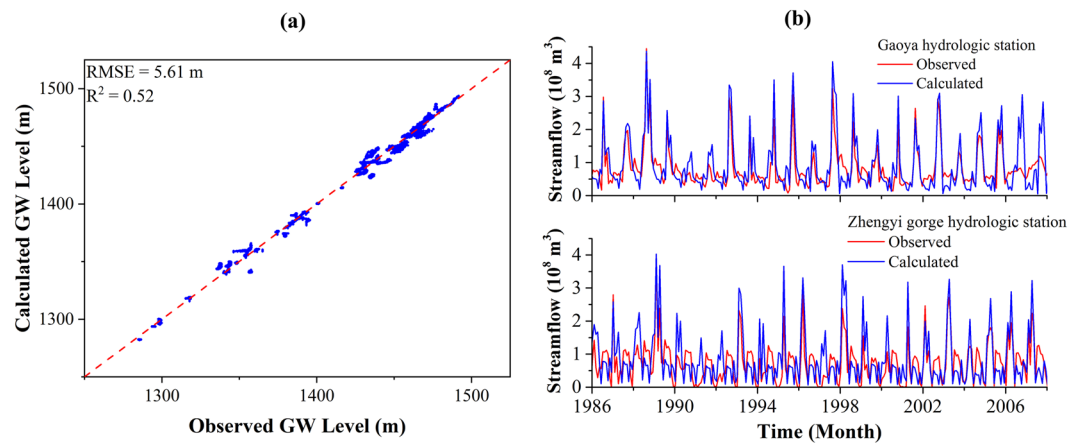 (a)
RMSE = 5.61 m
R² = 0.52
Calculated GW Level (m)
1500
1400
1300
1300
1400
1500
Observed GW Level (m)
(b)
Gaoya hydrologic station
Observed
Calculated
Streamflow (10⁸ m³)
4
3
2
1
0
Zhengyi gorge hydrologic station
Observed
Calculated
Streamflow (10⁸ m³)
4
3
2
1
0
1986
1990
1994
1998
2002
2006
Time (Month)